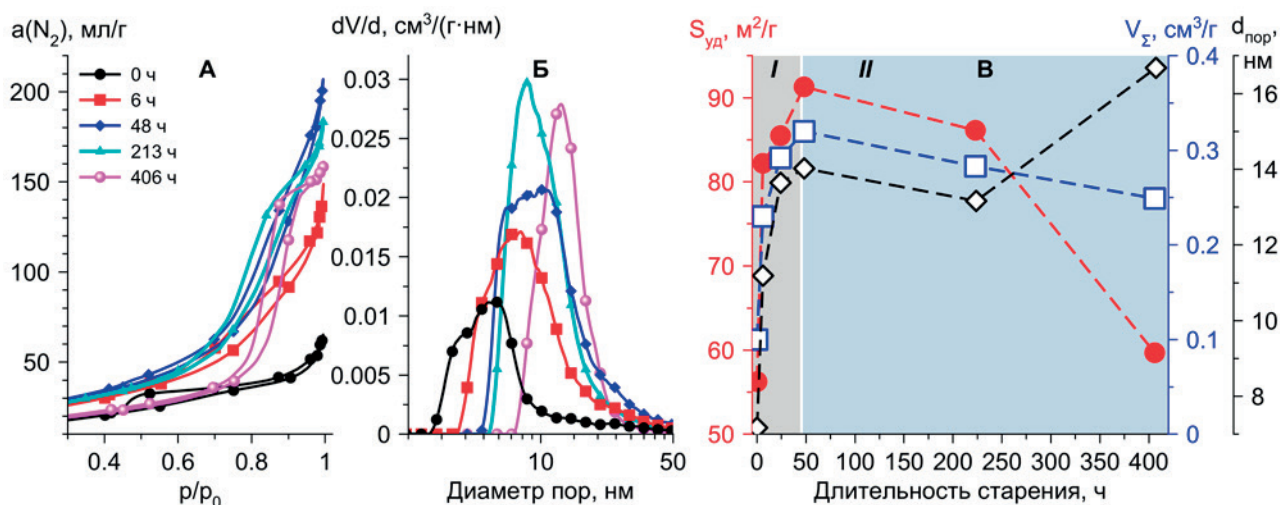 a(N₂), мл/г
А
200
150
100
50
0.4 0.6 0.8 1
p/p₀
0 ч
6 ч
48 ч
213 ч
406 ч
dV/d, см³/(г·нм)
Б
0.03
0.025
0.02
0.015
0.01
0.005
0
10 50
Диаметр пор, нм
Sуд, м²/г
VΣ, см³/г
dпор, нм
I II В
90
80
70
60
50
0.4
0.3
0.2
0.1
0
16
14
12
10
8
0 50 100 150 200 250 300 350 400
Длительность старения, ч